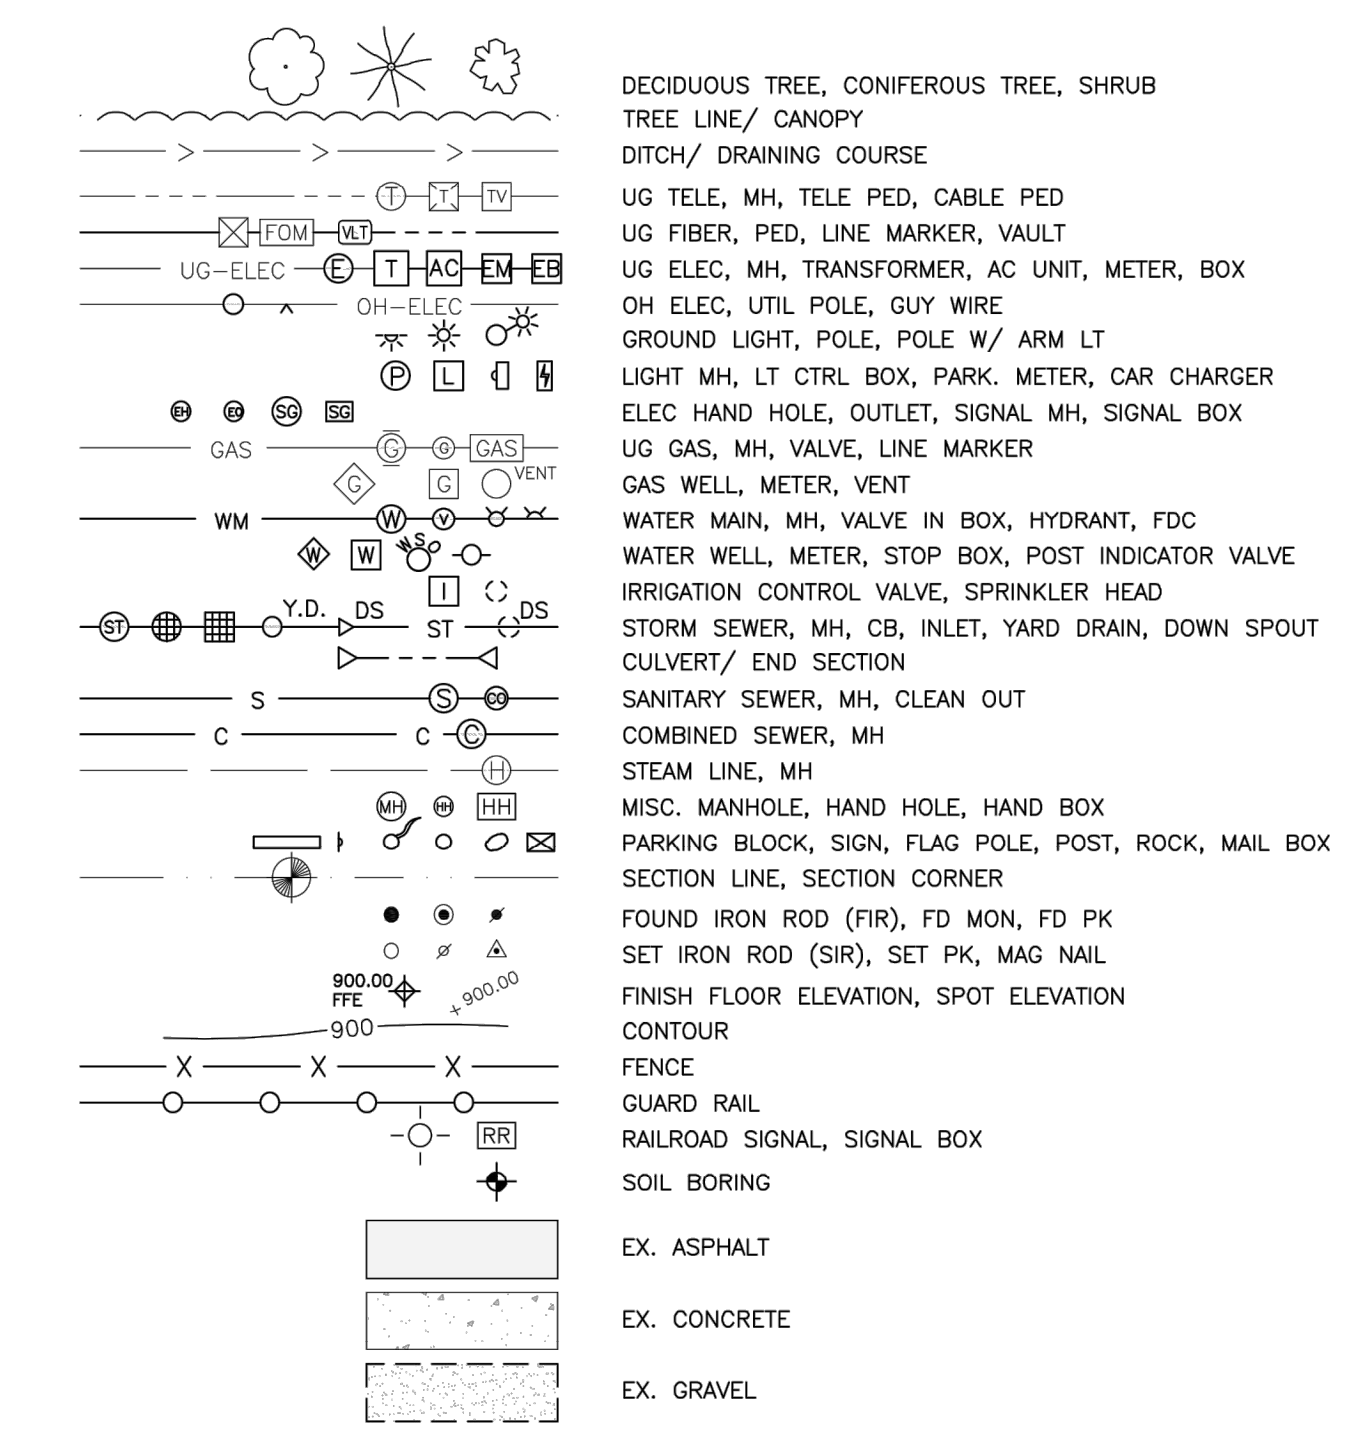 DECIDUOUS TREE, CONIFEROUS TREE, SHRUB
TREE LINE/ CANOPY
DITCH/ DRAINING COURSE
T T TV UG TELE, MH, TELE PED, CABLE PED
FOM VLT UG FIBER, PED, LINE MARKER, VAULT
UG-ELEC E T AC EM EB UG ELEC, MH, TRANSFORMER, AC UNIT, METER, BOX
OH-ELEC OH ELEC, UTIL POLE, GUY WIRE
GROUND LIGHT, POLE, POLE W/ ARM LT
P L LIGHT MH, LT CTRL BOX, PARK. METER, CAR CHARGER
EH EO SG SG ELEC HAND HOLE, OUTLET, SIGNAL MH, SIGNAL BOX
GAS G G GAS UG GAS, MH, VALVE, LINE MARKER
G G VENT GAS WELL, METER, VENT
WM W V WATER MAIN, MH, VALVE IN BOX, HYDRANT, FDC
W W WSO WATER WELL, METER, STOP BOX, POST INDICATOR VALVE
I IRRIGATION CONTROL VALVE, SPRINKLER HEAD
ST Y.D. DS ST DS STORM SEWER, MH, CB, INLET, YARD DRAIN, DOWN SPOUT
CULVERT/ END SECTION
S S CO SANITARY SEWER, MH, CLEAN OUT
C C C COMBINED SEWER, MH
H STEAM LINE, MH
MH HH HH MISC. MANHOLE, HAND HOLE, HAND BOX
PARKING BLOCK, SIGN, FLAG POLE, POST, ROCK, MAIL BOX
SECTION LINE, SECTION CORNER
FOUND IRON ROD (FIR), FD MON, FD PK
SET IRON ROD (SIR), SET PK, MAG NAIL
900.00
FFE +900.00 FINISH FLOOR ELEVATION, SPOT ELEVATION
900 CONTOUR
X X X FENCE
GUARD RAIL
RR RAILROAD SIGNAL, SIGNAL BOX
SOIL BORING
EX. ASPHALT
EX. CONCRETE
EX. GRAVEL